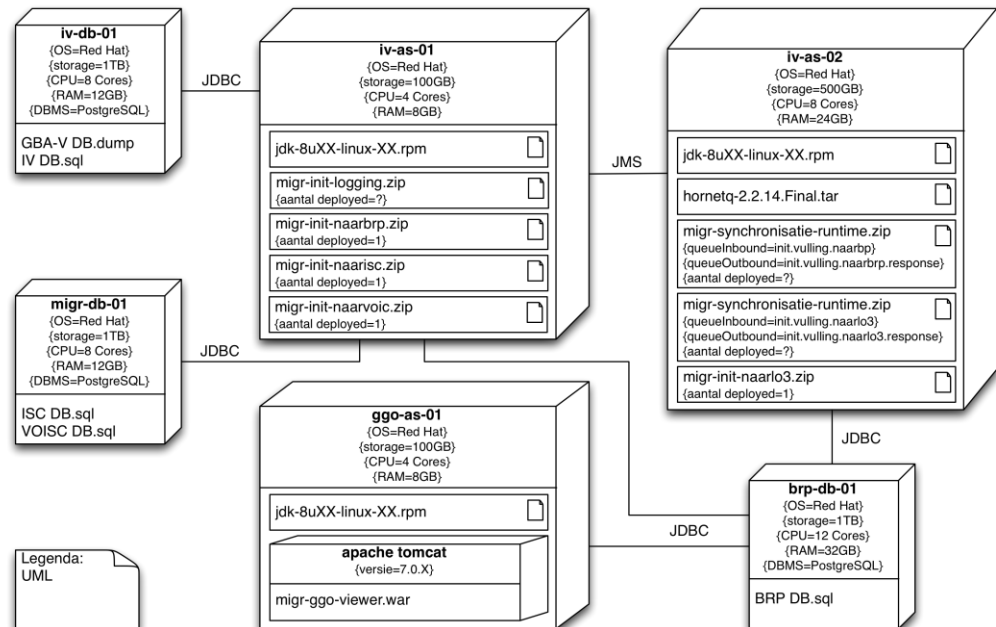 iv-db-01
{OS=Red Hat}
{storage=1TB}
{CPU=8 Cores}
{RAM=12GB}
{DBMS=PostgreSQL}
GBA-V DB.dump
IV DB.sql
JDBC
iv-as-01
{OS=Red Hat}
{storage=100GB}
{CPU=4 Cores}
{RAM=8GB}
jdk-8uXX-linux-XX.rpm
migr-init-logging.zip
{aantal deployed=?}
migr-init-naarbrp.zip
{aantal deployed=1}
migr-init-naarisc.zip
{aantal deployed=1}
migr-init-naarvoic.zip
{aantal deployed=1}
JMS
iv-as-02
{OS=Red Hat}
{storage=500GB}
{CPU=8 Cores}
{RAM=24GB}
jdk-8uXX-linux-XX.rpm
hornetq-2.2.14.Final.tar
migr-synchronisatie-runtime.zip
{queueInbound=init.vulling.naarbp}
{queueOutbound=init.vulling.naarbrp.response}
{aantal deployed=?}
migr-synchronisatie-runtime.zip
{queueInbound=init.vulling.naarlo3}
{queueOutbound=init.vulling.naarlo3.response}
{aantal deployed=?}
migr-init-naarlo3.zip
{aantal deployed=1}
migr-db-01
{OS=Red Hat}
{storage=1TB}
{CPU=8 Cores}
{RAM=12GB}
{DBMS=PostgreSQL}
ISC DB.sql
VOISC DB.sql
JDBC
ggo-as-01
{OS=Red Hat}
{storage=100GB}
{CPU=4 Cores}
{RAM=8GB}
jdk-8uXX-linux-XX.rpm
apache tomcat
{versie=7.0.X}
migr-ggo-viewer.war
JDBC
JDBC
brp-db-01
{OS=Red Hat}
{storage=1TB}
{CPU=12 Cores}
{RAM=32GB}
{DBMS=PostgreSQL}
BRP DB.sql
Legenda:
UML